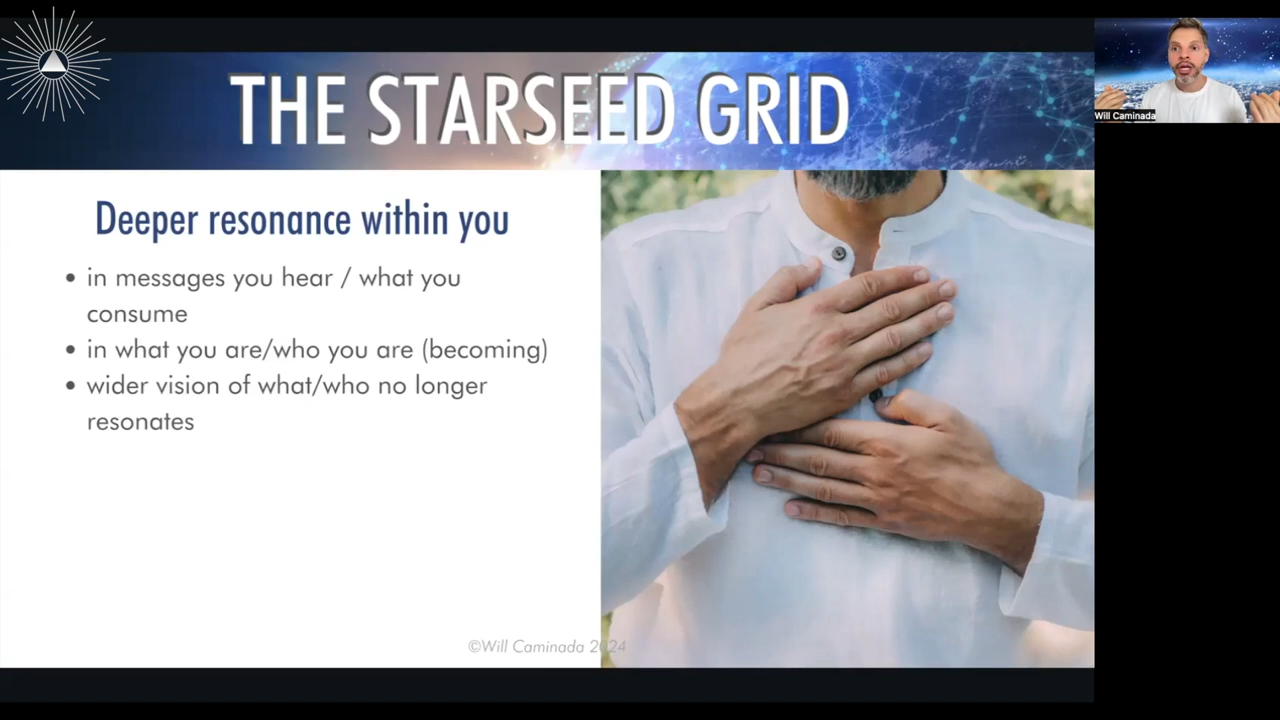 THE STARSEED GRID
Will Caminada
Deeper resonance within you
• in messages you hear / what you
consume
• in what you are/who you are (becoming)
• wider vision of what/who no longer
resonates
©Will Caminada 2024